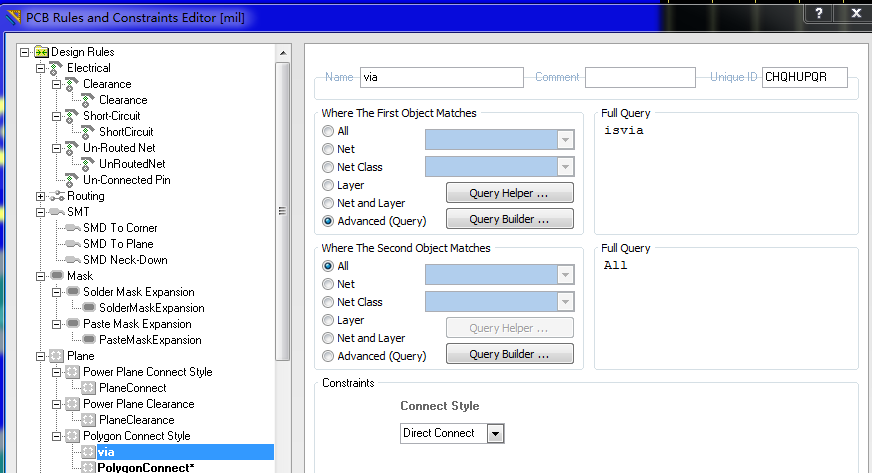 PCB Rules and Constraints Editor [mil]
Design Rules
Electrical
Clearance
Clearance
Short-Circuit
ShortCircuit
Un-Routed Net
UnRoutedNet
Un-Connected Pin
Routing
SMT
SMD To Corner
SMD To Plane
SMD Neck-Down
Mask
Solder Mask Expansion
SolderMaskExpansion
Paste Mask Expansion
PasteMaskExpansion
Plane
Power Plane Connect Style
PlaneConnect
Power Plane Clearance
PlaneClearance
Polygon Connect Style
via
PolygonConnect*
Name via Comment Unique ID CHQHUPQR
Where The First Object Matches
All
Net
Net Class
Layer
Net and Layer
Advanced (Query)
Query Helper ...
Query Builder ...
Full Query
isvia
Where The Second Object Matches
All
Net
Net Class
Layer
Net and Layer
Advanced (Query)
Query Helper ...
Query Builder ...
Full Query
All
Constraints
Connect Style
Direct Connect